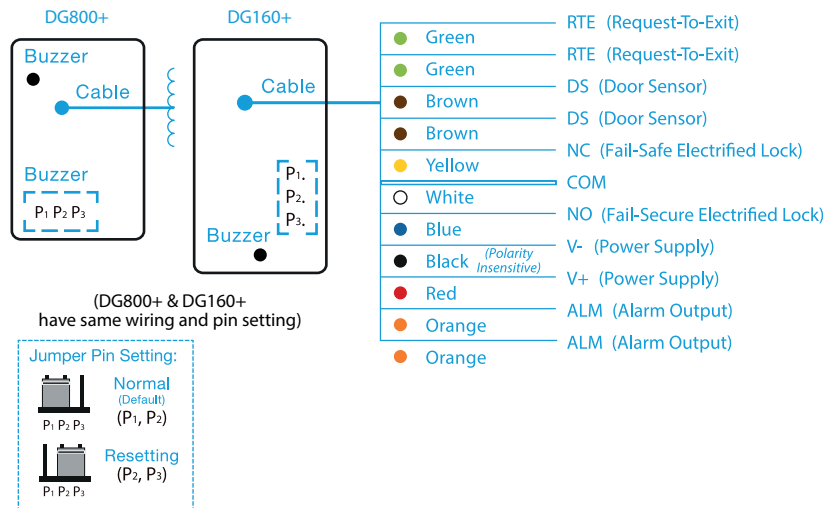 DG800+
Buzzer
Cable
Buzzer
P1 P2 P3
DG160+
Cable
P1.
P2.
P3.
Buzzer
(DG800+ & DG160+
have same wiring and pin setting)
Jumper Pin Setting:
Normal
(Default)
(P1, P2)
P1 P2 P3
Resetting
(P2, P3)
P1 P2 P3
RTE (Request-To-Exit)
Green
RTE (Request-To-Exit)
Green
DS (Door Sensor)
Brown
DS (Door Sensor)
Brown
NC (Fail-Safe Electrified Lock)
Yellow
COM
White
NO (Fail-Secure Electrified Lock)
Blue
V- (Power Supply)
Black (Polarity
Insensitive)
V+ (Power Supply)
Red
ALM (Alarm Output)
Orange
ALM (Alarm Output)
Orange